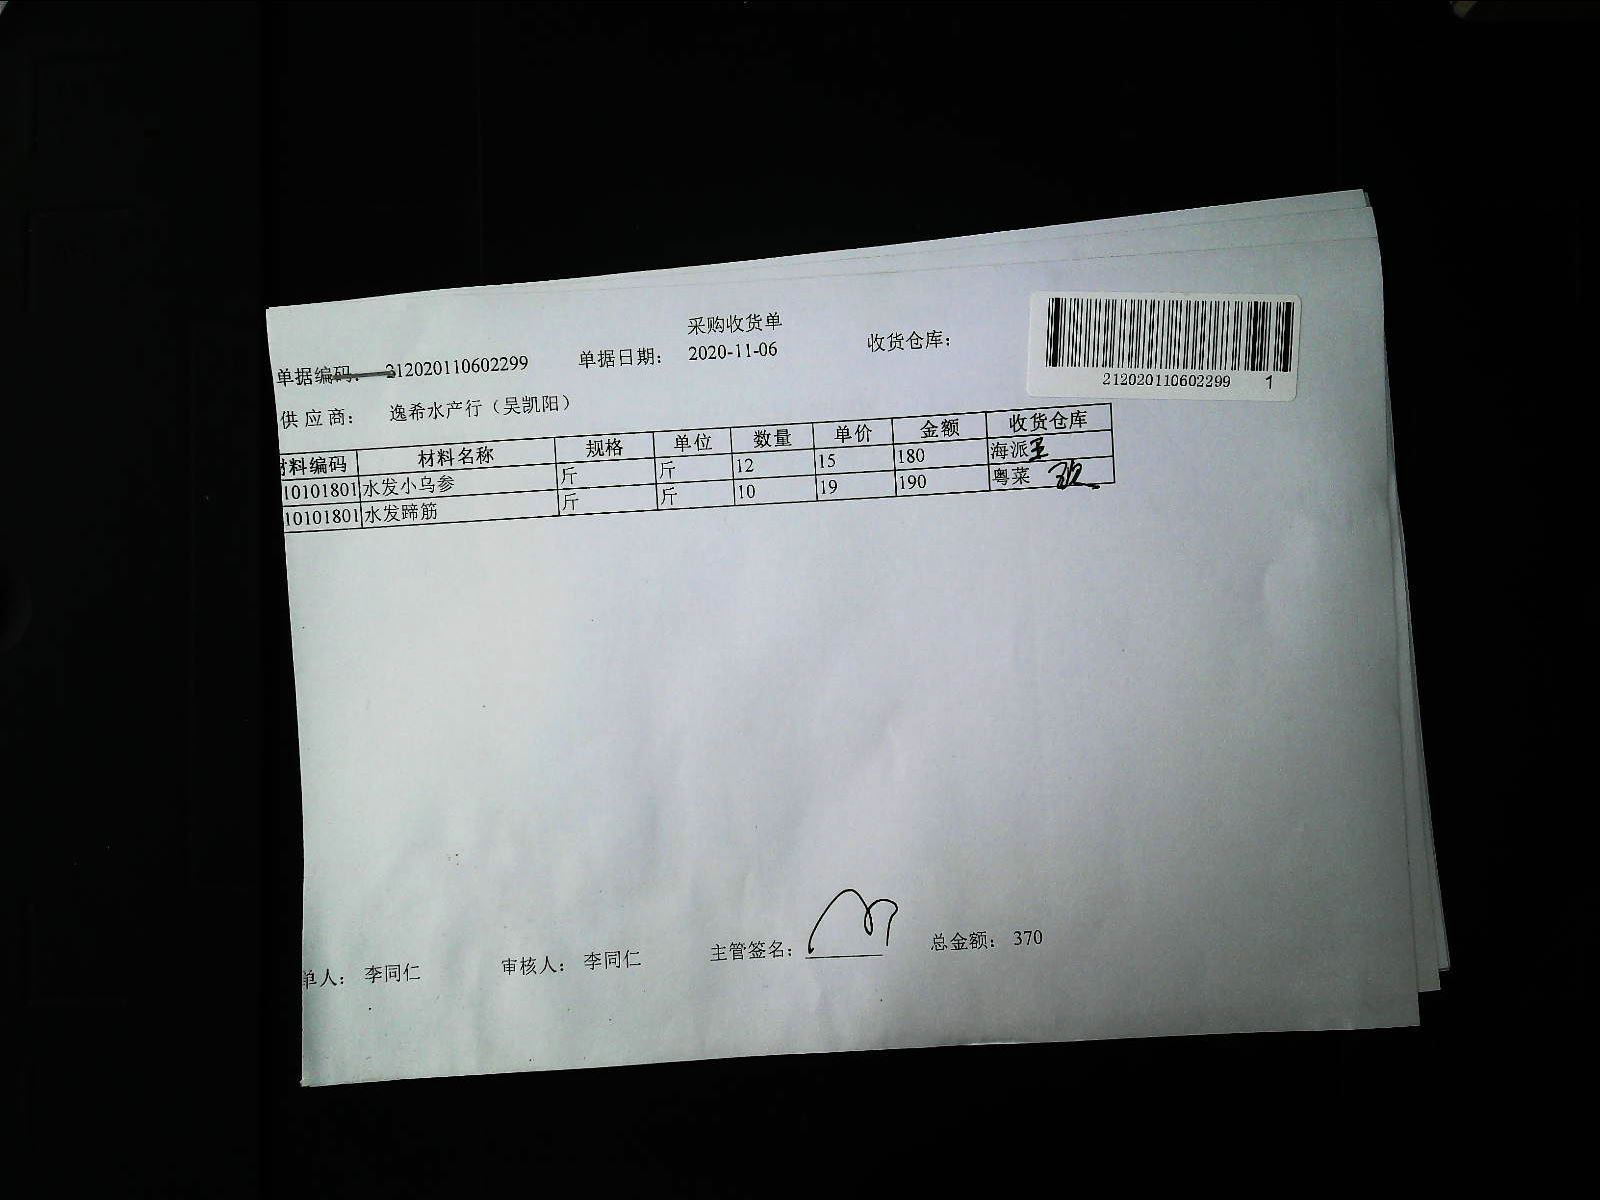 采购收货单
单据编码: 212020110602299 单据日期: 2020-11-06 收货仓库:
212020110602299 1
供应商: 逸希水产行（吴凯阳）
材料编码 材料名称 规格 单位 数量 单价 金额 收货仓库
10101801 水发小乌参 斤 斤 12 15 180 海派
10101801 水发蹄筋 斤 斤 10 19 190 粤菜
单人: 李同仁 审核人: 李同仁 主管签名: 总金额: 370